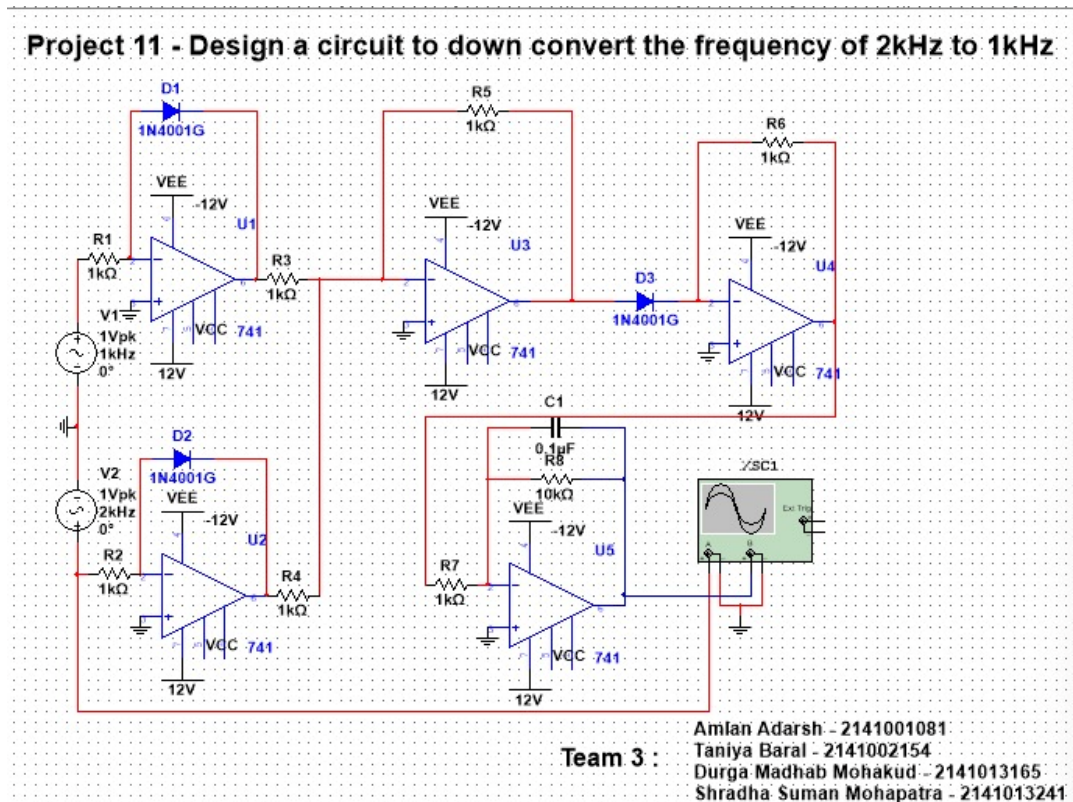 Project 11 - Design a circuit to down convert the frequency of 2kHz to 1kHz
D1
1N4001G
VEE
-12V
U1
R1
1kΩ
V1
1Vpk
1kHz
0°
VCC 741
12V
R3
1kΩ
R5
1kΩ
VEE
-12V
U3
VCC 741
12V
D3
1N4001G
R6
1kΩ
VEE
-12V
U4
VCC 741
12V
D2
1N4001G
V2
1Vpk
2kHz
0°
VEE
-12V
U2
R2
1kΩ
R4
1kΩ
VCC 741
12V
C1
0.1µF
R8
10kΩ
VEE
-12V
U5
R7
1kΩ
VCC 741
12V
XSC1
Ext Trig
A
B
Team 3 :
Amlan Adarsh - 2141001081
Taniya Baral - 2141002154
Durga Madhab Mohakud - 2141013165
Shradha Suman Mohapatra - 2141013241